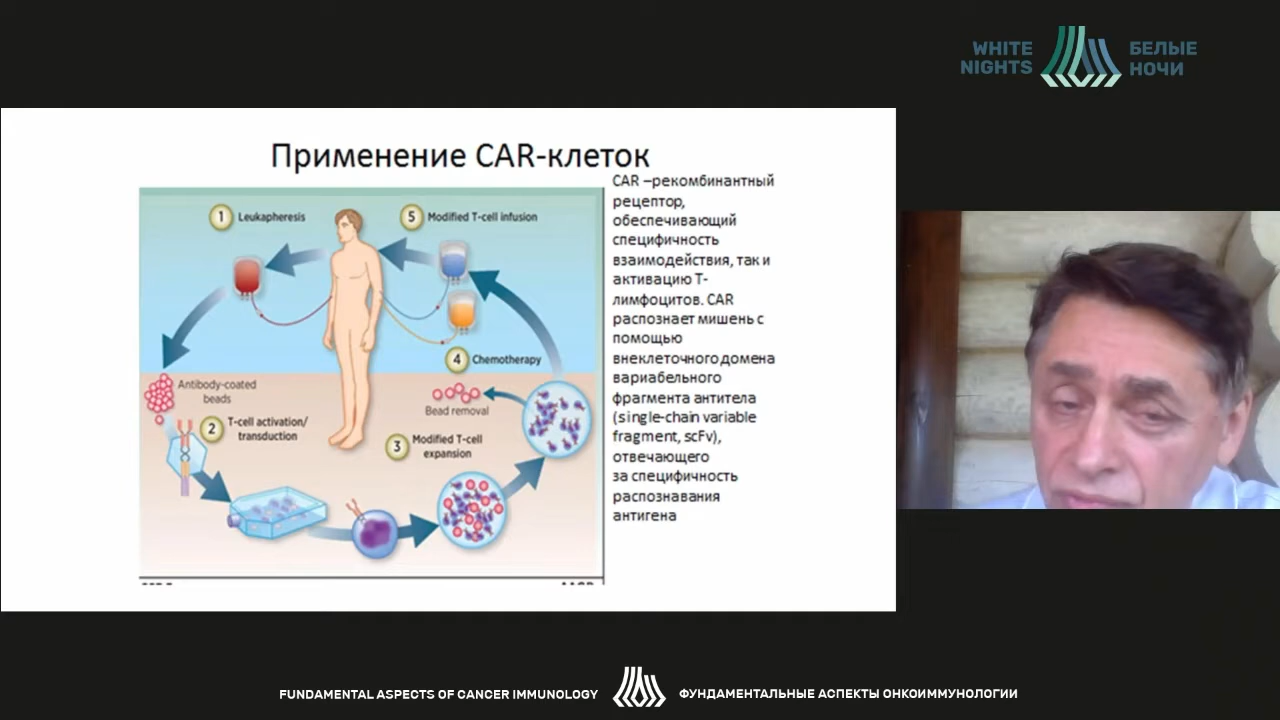 WHITE
NIGHTS
БЕЛЫЕ
НОЧИ
Применение CAR-клеток
1 Leukapheresis
5 Modified T-cell infusion
4 Chemotherapy
Antibody-coated
beads
Bead removal
2 T-cell activation/
transduction
3 Modified T-cell
expansion
CAR –рекомбинантный
рецептор,
обеспечивающий
специфичность
взаимодействия, так и
активацию Т-
лимфоцитов. CAR
распознает мишень с
помощью
внеклеточного домена
вариабельного
фрагмента антитела
(single-chain variable
fragment, scFv),
отвечающего
за специфичность
распознавания
антигена
FUNDAMENTAL ASPECTS OF CANCER IMMUNOLOGY
ФУНДАМЕНТАЛЬНЫЕ АСПЕКТЫ ОНКОИММУНОЛОГИИ